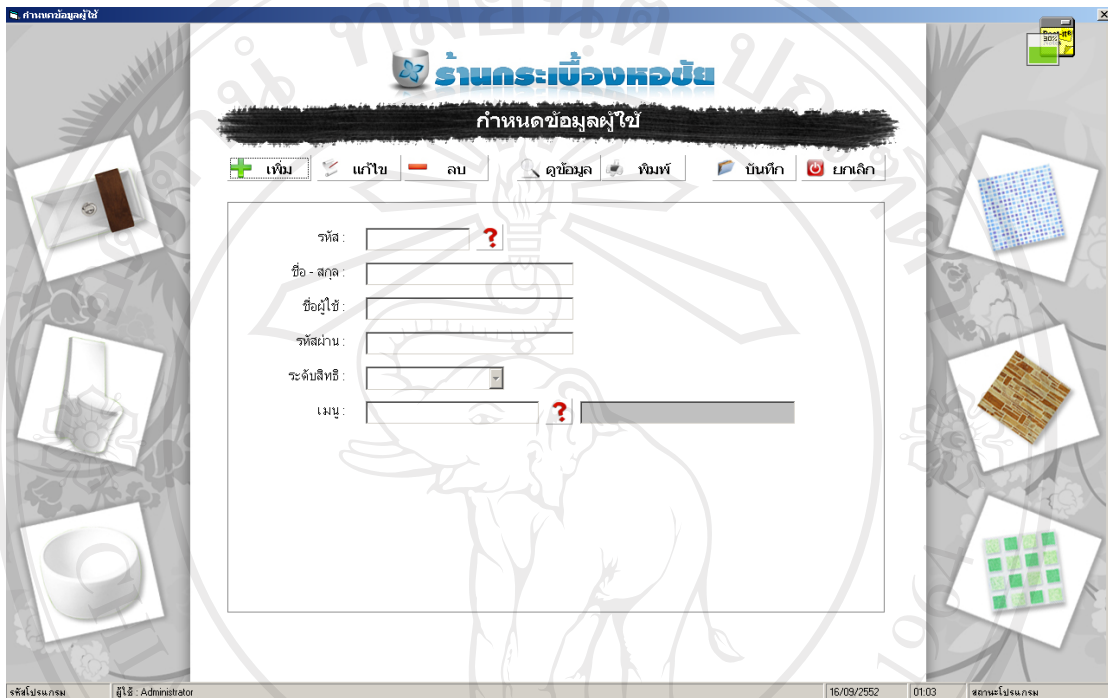 กำหนดข้อมูลผู้ใช้
30%
ร้านกระเบื้องหอชัย
กำหนดข้อมูลผู้ใช้
เพิ่ม แก้ไข ลบ ดูข้อมูล พิมพ์ บันทึก ยกเลิก
รหัส :
ชื่อ - สกุล :
ชื่อผู้ใช้ :
รหัสผ่าน :
ระดับสิทธิ :
เมนู :
รหัสโปรแกรม ผู้ใช้ : Administrator 16/09/2552 01:03 สถานะโปรแกรม